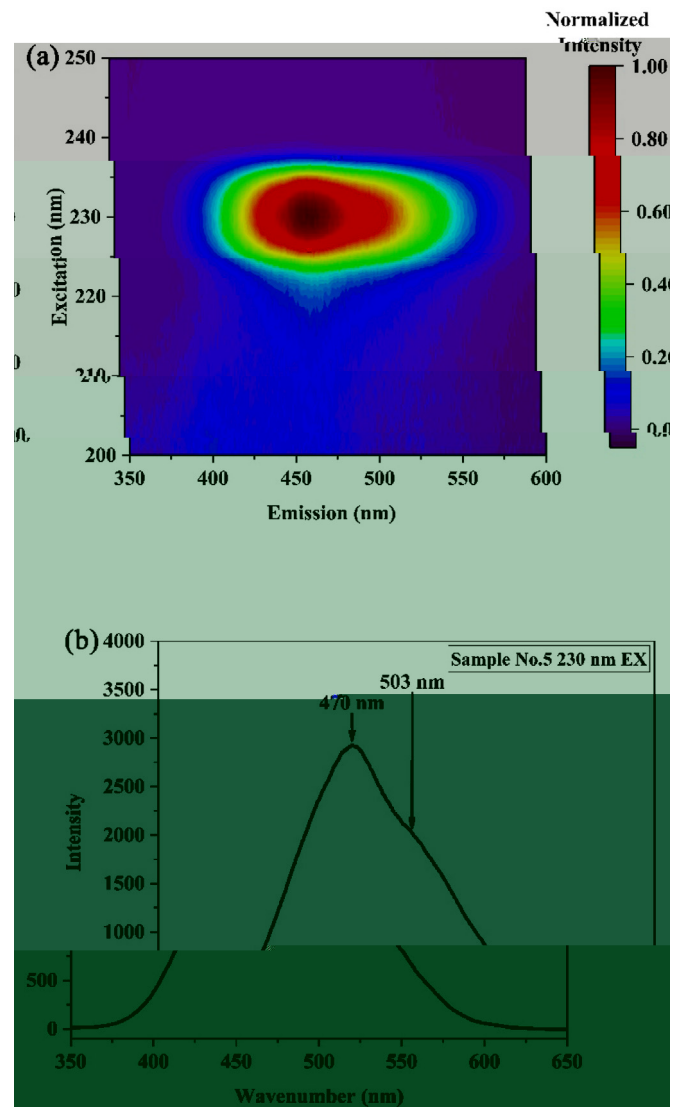 Normalized
Intensity
(a)
250
240
230
220
210
200
Excitation (nm)
350 400 450 500 550 600
Emission (nm)
1.00
0.80
0.60
0.40
0.20
(b)
4000
3500
3000
2500
2000
1500
1000
500
0
Intensity
Sample No.5 230 nm EX
503 nm
470 nm
350 400 450 500 550 600 650
Wavenumber (nm)